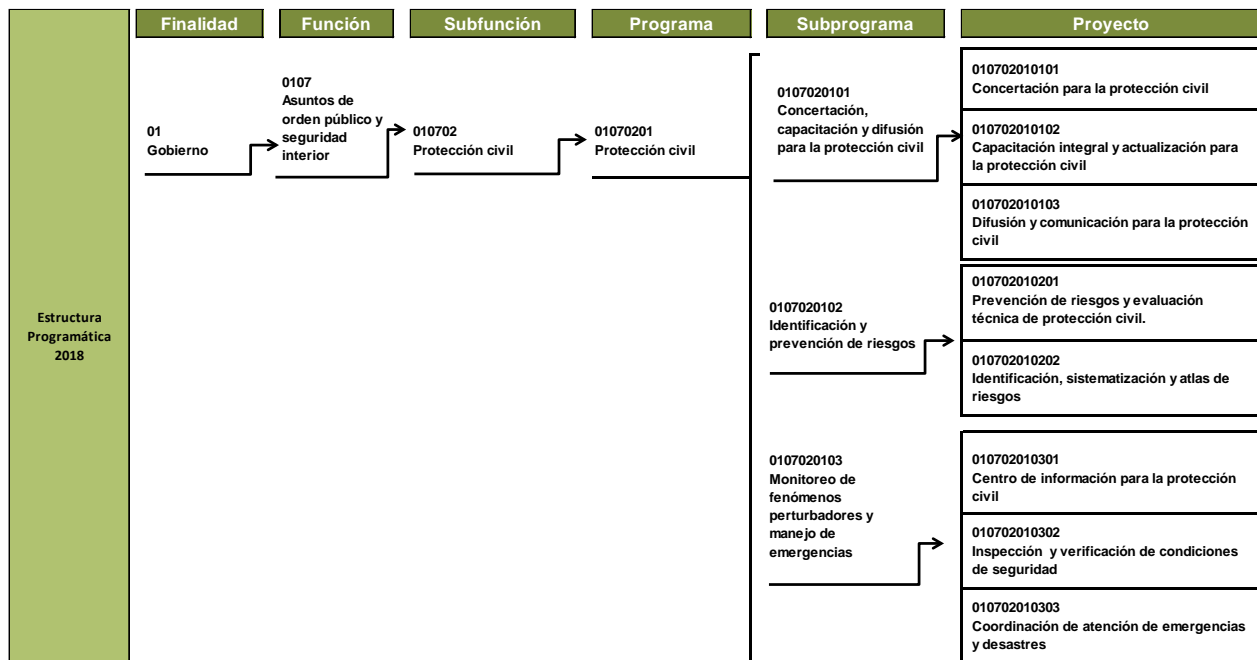 Finalidad
Función
Subfunción
Programa
Subprograma
Proyecto
Estructura
Programática
2018
01
Gobierno
0107
Asuntos de
orden público y
seguridad
interior
010702
Protección civil
01070201
Protección civil
0107020101
Concertación,
capacitación y difusión
para la protección civil
010702010101
Concertación para la protección civil
010702010102
Capacitación integral y actualización para
la protección civil
010702010103
Difusión y comunicación para la protección
civil
0107020102
Identificación y
prevención de riesgos
010702010201
Prevención de riesgos y evaluación
técnica de protección civil.
010702010202
Identificación, sistematización y atlas de
riesgos
0107020103
Monitoreo de
fenómenos
perturbadores y
manejo de
emergencias
010702010301
Centro de información para la protección
civil
010702010302
Inspección y verificación de condiciones
de seguridad
010702010303
Coordinación de atención de emergencias
y desastres